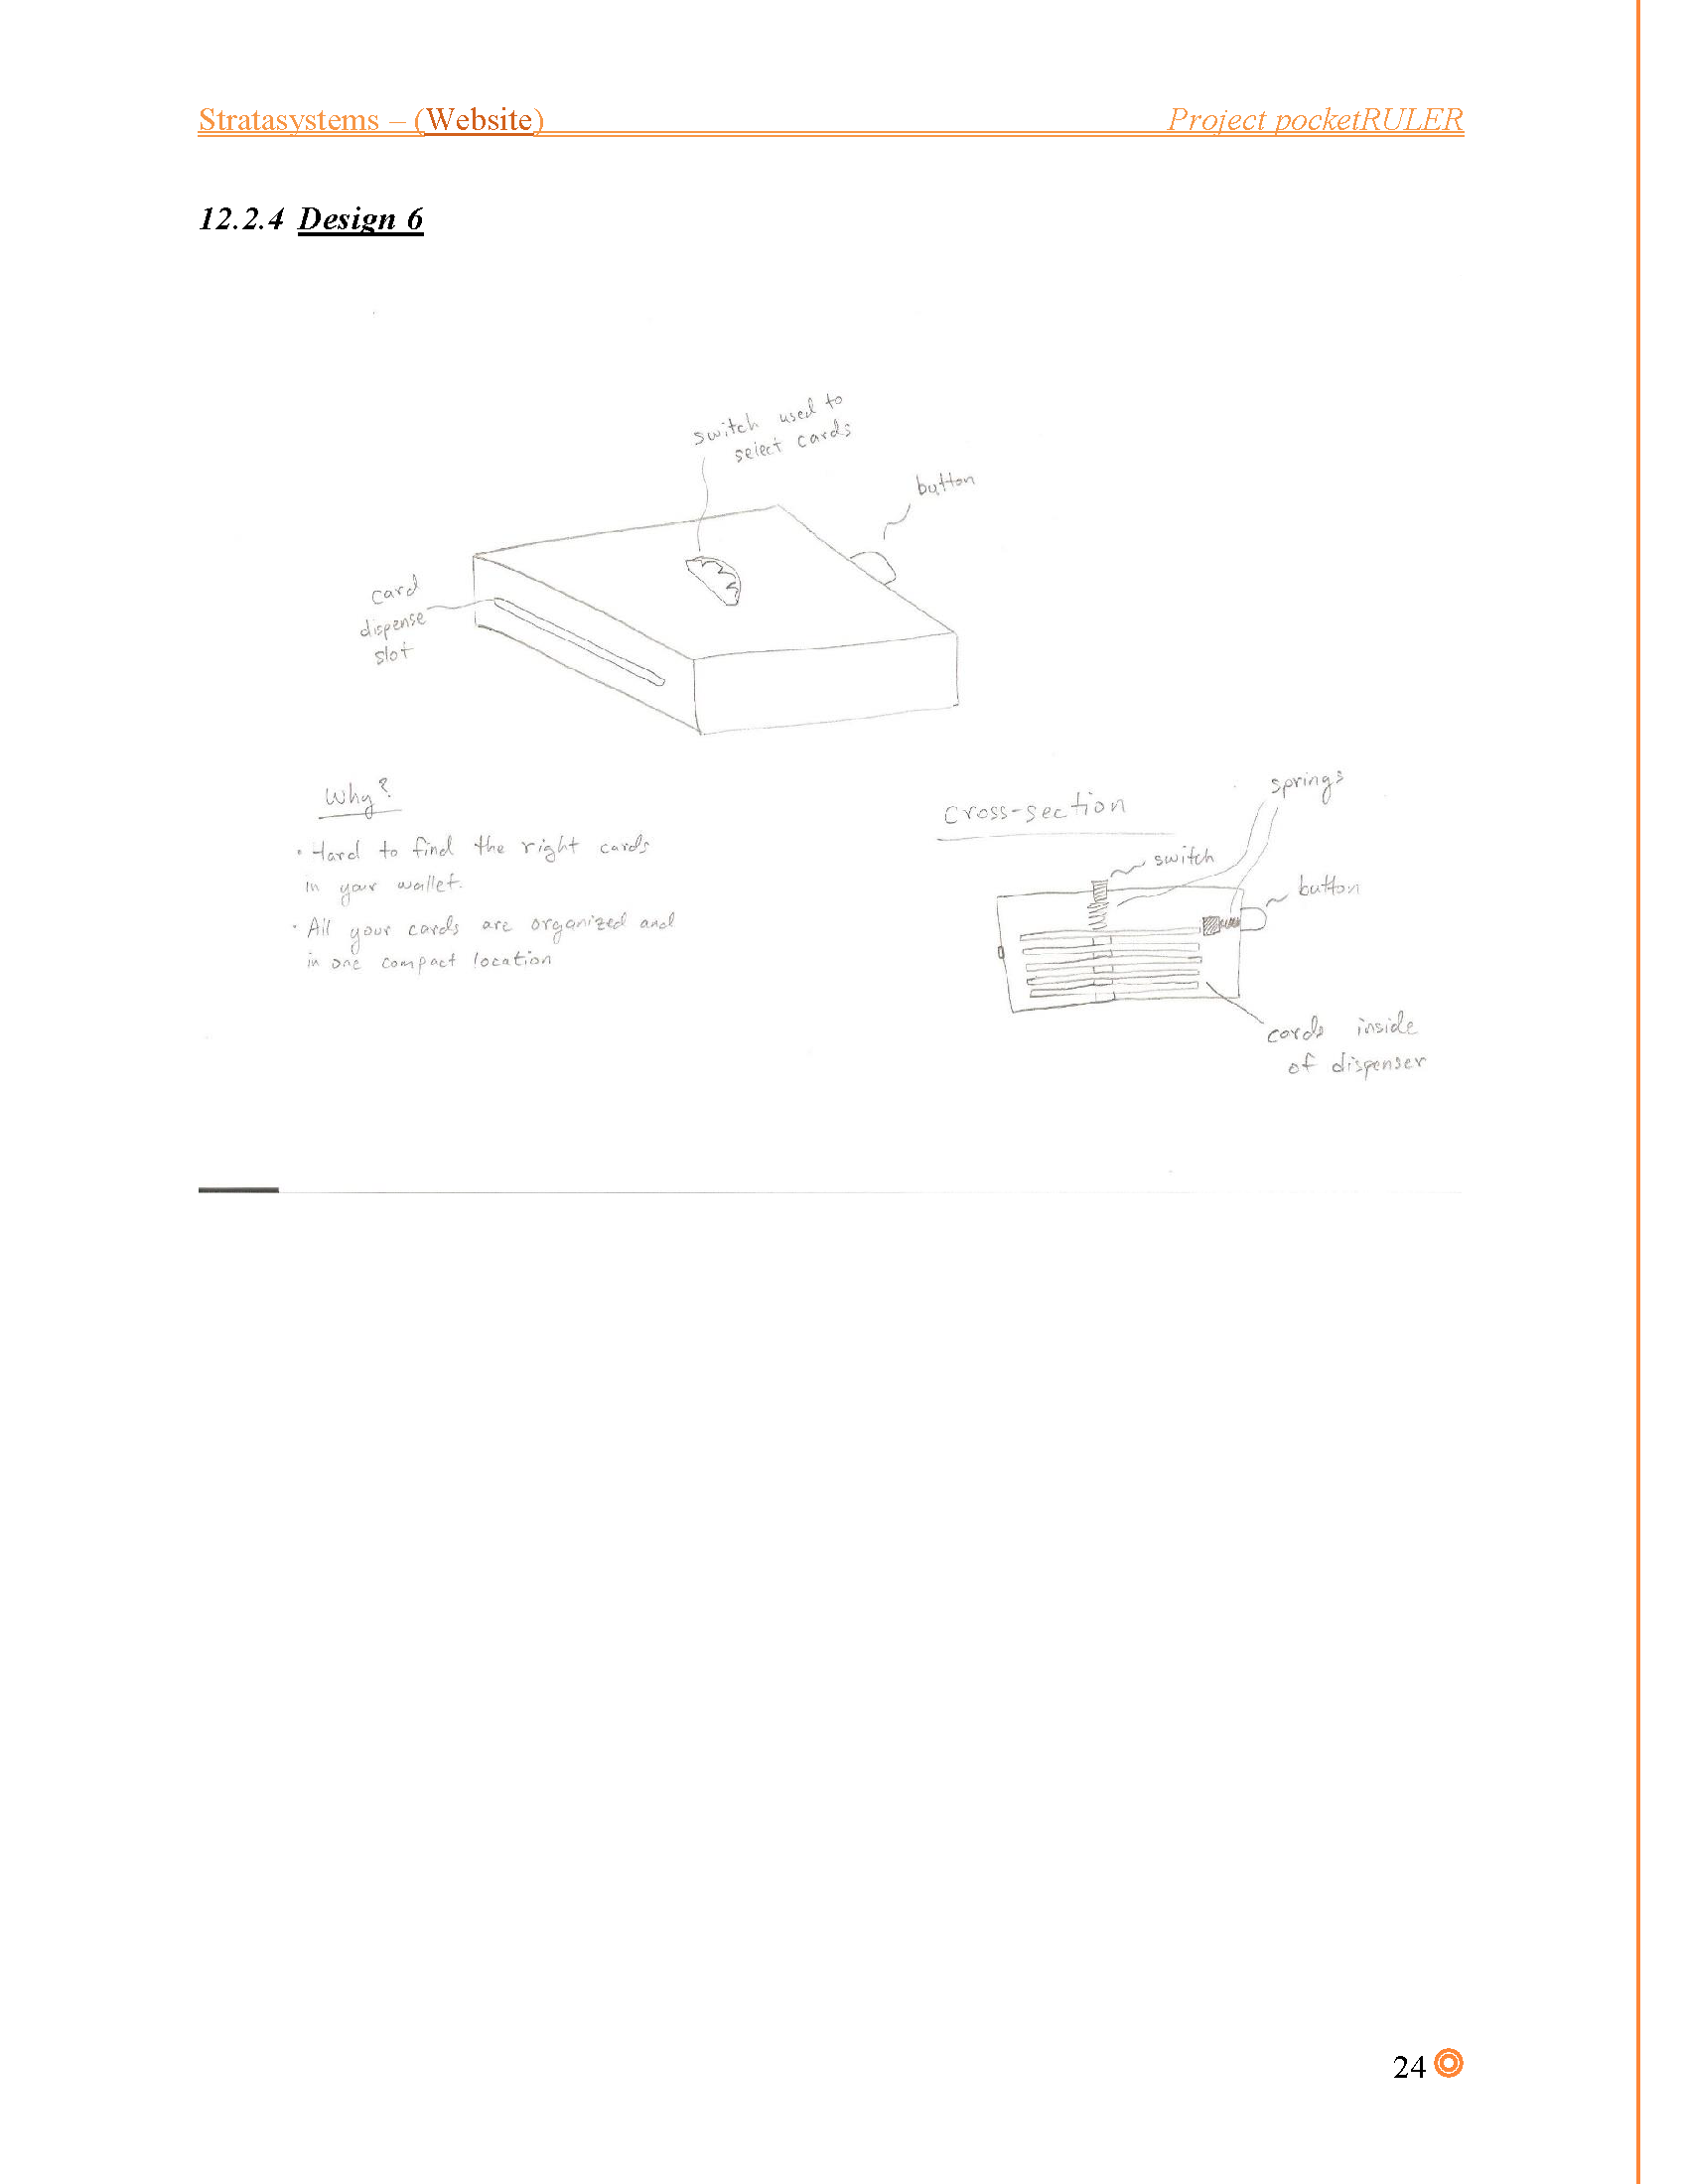 Stratasystems – (Website) Project pocketRULER
12.2.4 Design 6
switch used to
select cards
button
card
dispense
slot
Why?
• Hard to find the right cards
in your wallet.
• All your cards are organized and
in one compact location
cross-section
springs
switch
button
cards inside
of dispenser
24